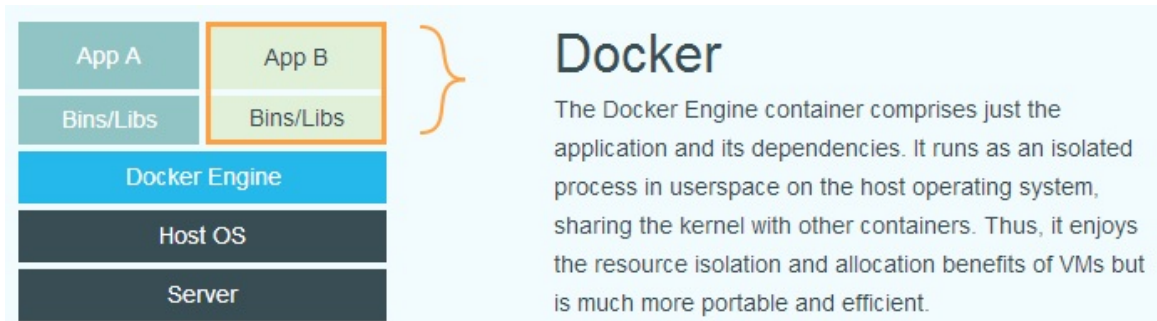 App A
App B
Bins/Libs
Bins/Libs
Docker Engine
Host OS
Server
Docker
The Docker Engine container comprises just the
application and its dependencies. It runs as an isolated
process in userspace on the host operating system,
sharing the kernel with other containers. Thus, it enjoys
the resource isolation and allocation benefits of VMs but
is much more portable and efficient.